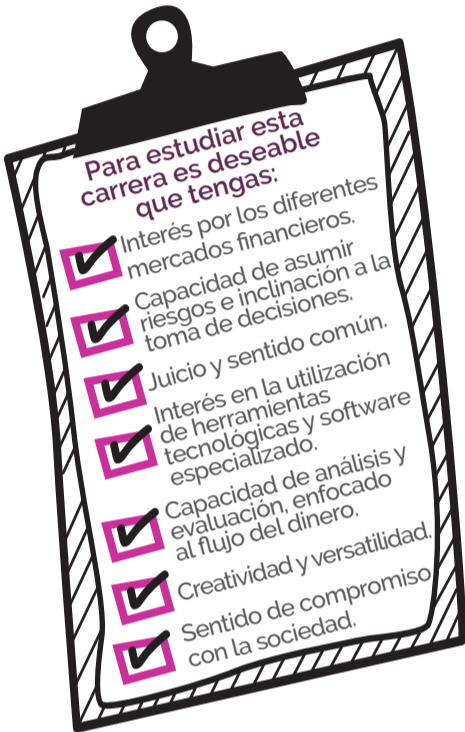 Para estudiar esta
carrera es deseable
que tengas:
Interés por los diferentes
mercados financieros.
Capacidad de asumir
riesgos e inclinación a la
toma de decisiones.
Juicio y sentido común.
Interés en la utilización
de herramientas
tecnológicas y software
especializado.
Capacidad de análisis y
evaluación, enfocado
al flujo del dinero.
Creatividad y versatilidad.
Sentido de compromiso
con la sociedad.